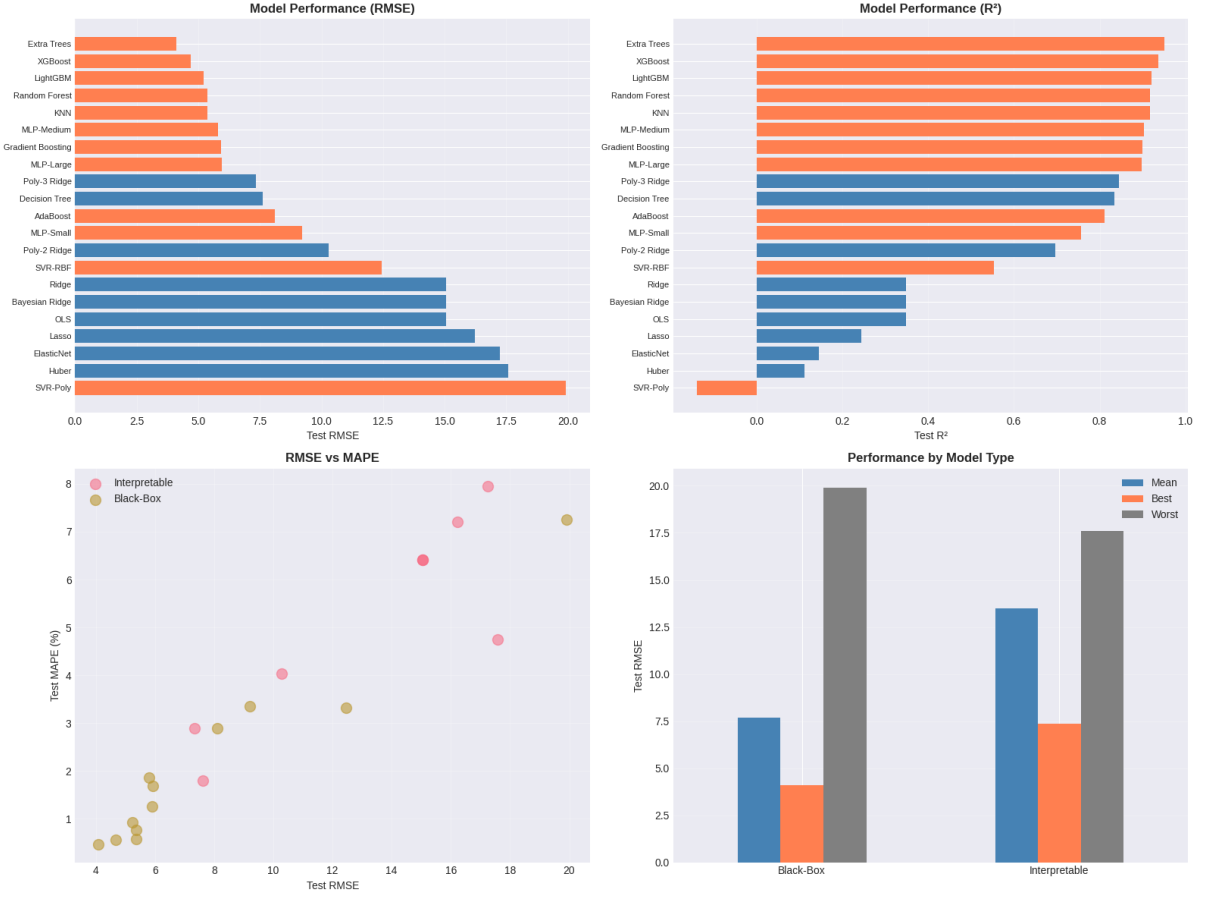 Model Performance (RMSE)
Extra Trees
XGBoost
LightGBM
Random Forest
KNN
MLP-Medium
Gradient Boosting
MLP-Large
Poly-3 Ridge
Decision Tree
AdaBoost
MLP-Small
Poly-2 Ridge
SVR-RBF
Ridge
Bayesian Ridge
OLS
Lasso
ElasticNet
Huber
SVR-Poly
0.0 2.5 5.0 7.5 10.0 12.5 15.0 17.5 20.0
Test RMSE
Model Performance (R²)
Extra Trees
XGBoost
LightGBM
Random Forest
KNN
MLP-Medium
Gradient Boosting
MLP-Large
Poly-3 Ridge
Decision Tree
AdaBoost
MLP-Small
Poly-2 Ridge
SVR-RBF
Ridge
Bayesian Ridge
OLS
Lasso
ElasticNet
Huber
SVR-Poly
0.0 0.2 0.4 0.6 0.8 1.0
Test R²
RMSE vs MAPE
Interpretable
Black-Box
Test MAPE (%)
8
7
6
5
4
3
2
1
4 6 8 10 12 14 16 18 20
Test RMSE
Performance by Model Type
Mean
Best
Worst
Test RMSE
20.0
17.5
15.0
12.5
10.0
7.5
5.0
2.5
0.0
Black-Box Interpretable